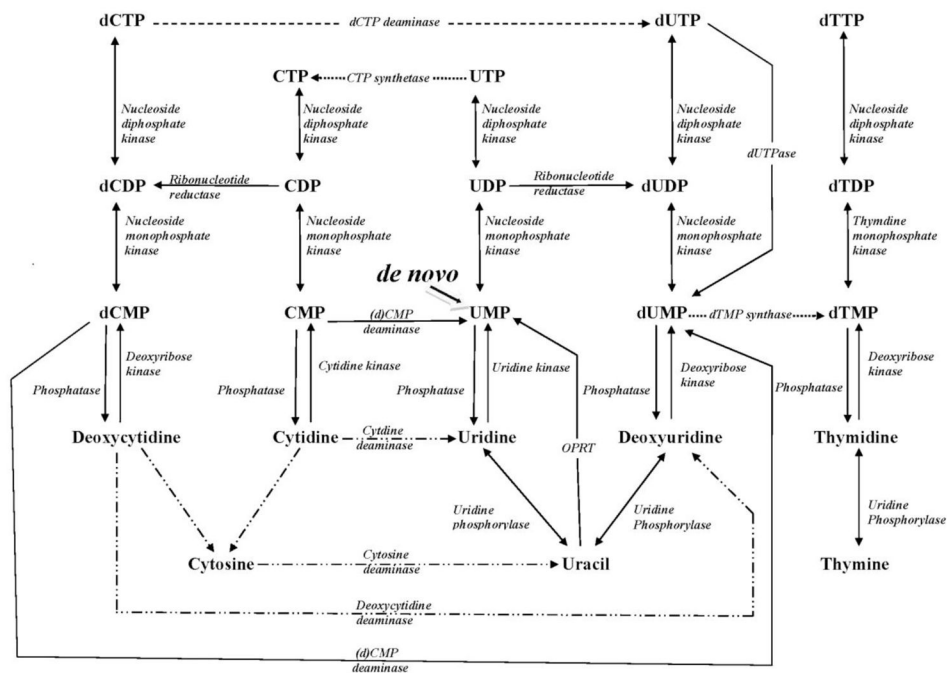 dCTP
dCTP deaminase
dUTP
dTTP
CTP
CTP synthetase
UTP
Nucleoside
diphosphate
kinase
Nucleoside
diphosphate
kinase
Nucleoside
diphosphate
kinase
Nucleoside
diphosphate
kinase
dUTPase
Nucleoside
diphosphate
kinase
dCDP
Ribonucleotide
reductase
CDP
UDP
Ribonucleotide
reductase
dUDP
dTDP
Nucleoside
monophosphate
kinase
Nucleoside
monophosphate
kinase
Nucleoside
monophosphate
kinase
Nucleoside
monophosphate
kinase
Thymdine
monophosphate
kinase
de novo
dCMP
CMP
(d)CMP
deaminase
UMP
dUMP
dTMP synthase
dTMP
Phosphatase
Deoxyribose
kinase
Phosphatase
Cytidine kinase
Phosphatase
Uridine kinase
Phosphatase
Deoxyribose
kinase
Phosphatase
Deoxyribose
kinase
Deoxycytidine
Cytidine
Cytdine
deaminase
Uridine
OPRT
Deoxyuridine
Thymidine
Uridine
phosphorylase
Uridine
Phosphorylase
Uridine
Phosphorylase
Cytosine
Cytosine
deaminase
Uracil
Thymine
Deoxycytidine
deaminase
(d)CMP
deaminase